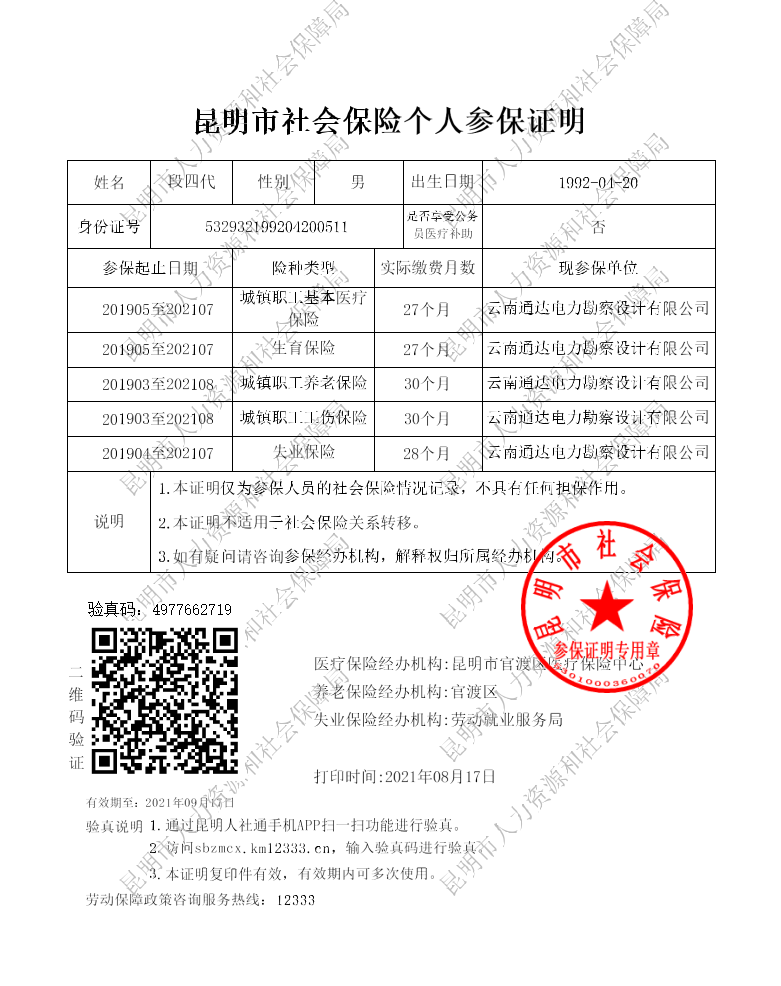 昆明市社会保险个人参保证明
姓名 段四代 性别 男 出生日期 1992-04-20
身份证号 532932199204200511 是否享受公务员医疗补助 否
参保起止日期 险种类型 实际缴费月数 现参保单位
201905至202107 城镇职工基本医疗保险 27个月 云南通达电力勘察设计有限公司
201905至202107 生育保险 27个月 云南通达电力勘察设计有限公司
201903至202108 城镇职工养老保险 30个月 云南通达电力勘察设计有限公司
201903至202108 城镇职工工伤保险 30个月 云南通达电力勘察设计有限公司
201904至202107 失业保险 28个月 云南通达电力勘察设计有限公司
说明
1.本证明仅为参保人员的社会保险情况记录，不具有任何担保作用。
2.本证明不适用于社会保险关系转移。
3.如有疑问请咨询参保经办机构，解释权归所属经办机构。
昆明市社会保险
参保证明专用章
5301000360070
验真码：4977662719
二维码验证
医疗保险经办机构:昆明市官渡区医疗保险中心
养老保险经办机构:官渡区
失业保险经办机构:劳动就业服务局
打印时间:2021年08月17日
有效期至：2021年09月17日
验真说明 1.通过昆明人社通手机APP扫一扫功能进行验真。
2.访问sbzmcx.km12333.cn，输入验真码进行验真。
3.本证明复印件有效，有效期内可多次使用。
劳动保障政策咨询服务热线：12333
昆明市人力资源和社会保障局